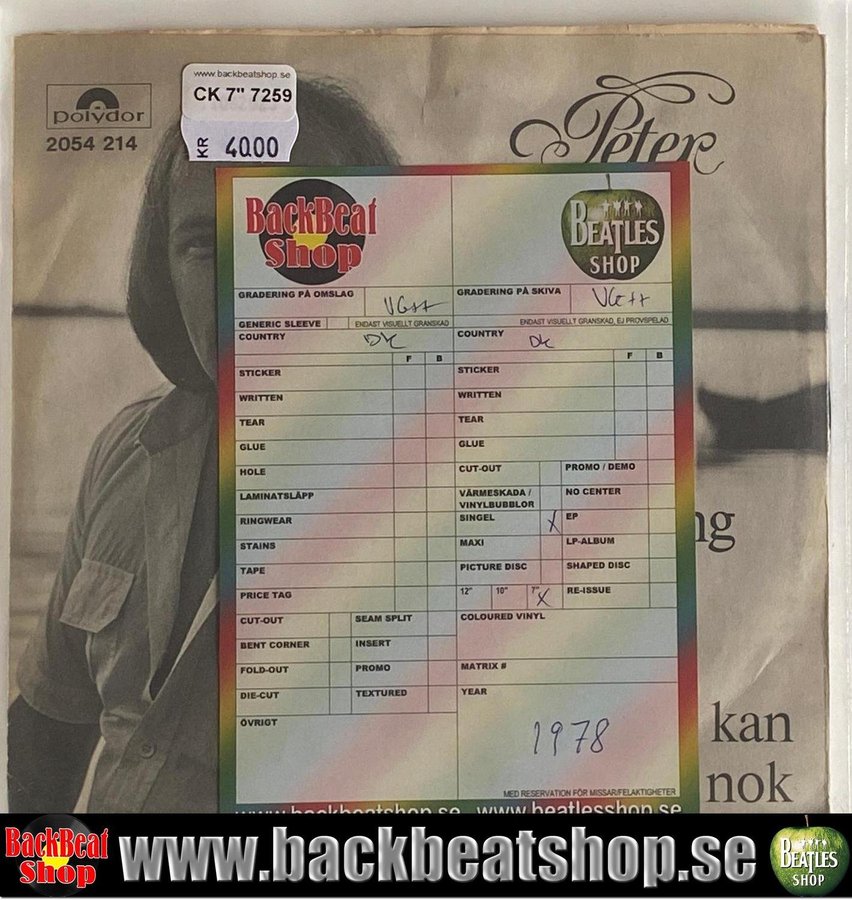 www.backbeatshop.se
CK 7" 7259
KR 40.00
polydor
2054 214
Peter
BackBeat
Shop
BEATLES
SHOP
GRADERING PÅ OMSLAG VG++
GRADERING PÅ SKIVA VG++
GENERIC SLEEVE ENDAST VISUELLT GRANSKAD
ENDAST VISUELLT GRANSKAD, EJ PROVSPELAD
COUNTRY DK
COUNTRY DK
F B
F B
STICKER
STICKER
WRITTEN
WRITTEN
TEAR
TEAR
GLUE
GLUE
HOLE
CUT-OUT PROMO / DEMO
LAMINATSLÄPP
VÄRMESKADA /
VINYLBUBBLOR
NO CENTER
RINGWEAR
SINGEL X EP
ng
STAINS
MAXI LP-ALBUM
TAPE
PICTURE DISC SHAPED DISC
PRICE TAG
12" 10" 7" X RE-ISSUE
CUT-OUT SEAM SPLIT
COLOURED VINYL
BENT CORNER INSERT
FOLD-OUT PROMO
MATRIX #
DIE-CUT TEXTURED
YEAR
ÖVRIGT
1978
kan
nok
MED RESERVATION FÖR MISSAR/FELAKTIGHETER
www.backbeatshop.se www.beatlesshop.se
BackBeat
Shop
www.backbeatshop.se
BEATLES
SHOP